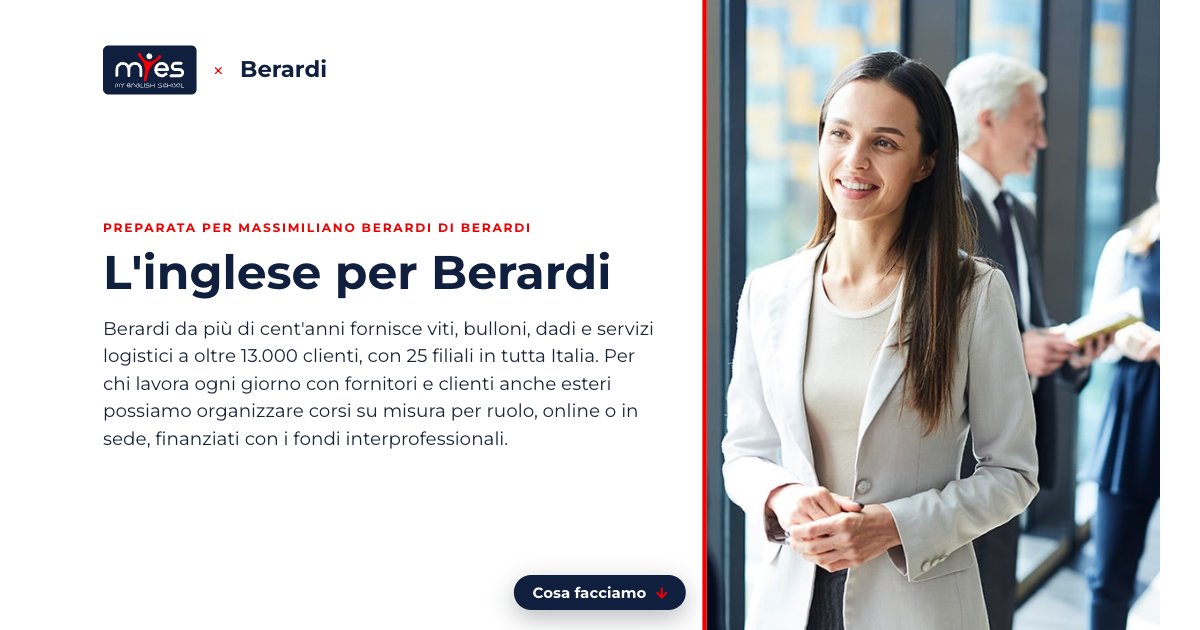 myes
MY ENGLISH SCHOOL
× Berardi
PREPARATA PER MASSIMILIANO BERARDI DI BERARDI
L'inglese per Berardi
Berardi da più di cent'anni fornisce viti, bulloni, dadi e servizi
logistici a oltre 13.000 clienti, con 25 filiali in tutta Italia. Per
chi lavora ogni giorno con fornitori e clienti anche esteri
possiamo organizzare corsi su misura per ruolo, online o in
sede, finanziati con i fondi interprofessionali.
Cosa facciamo ↓